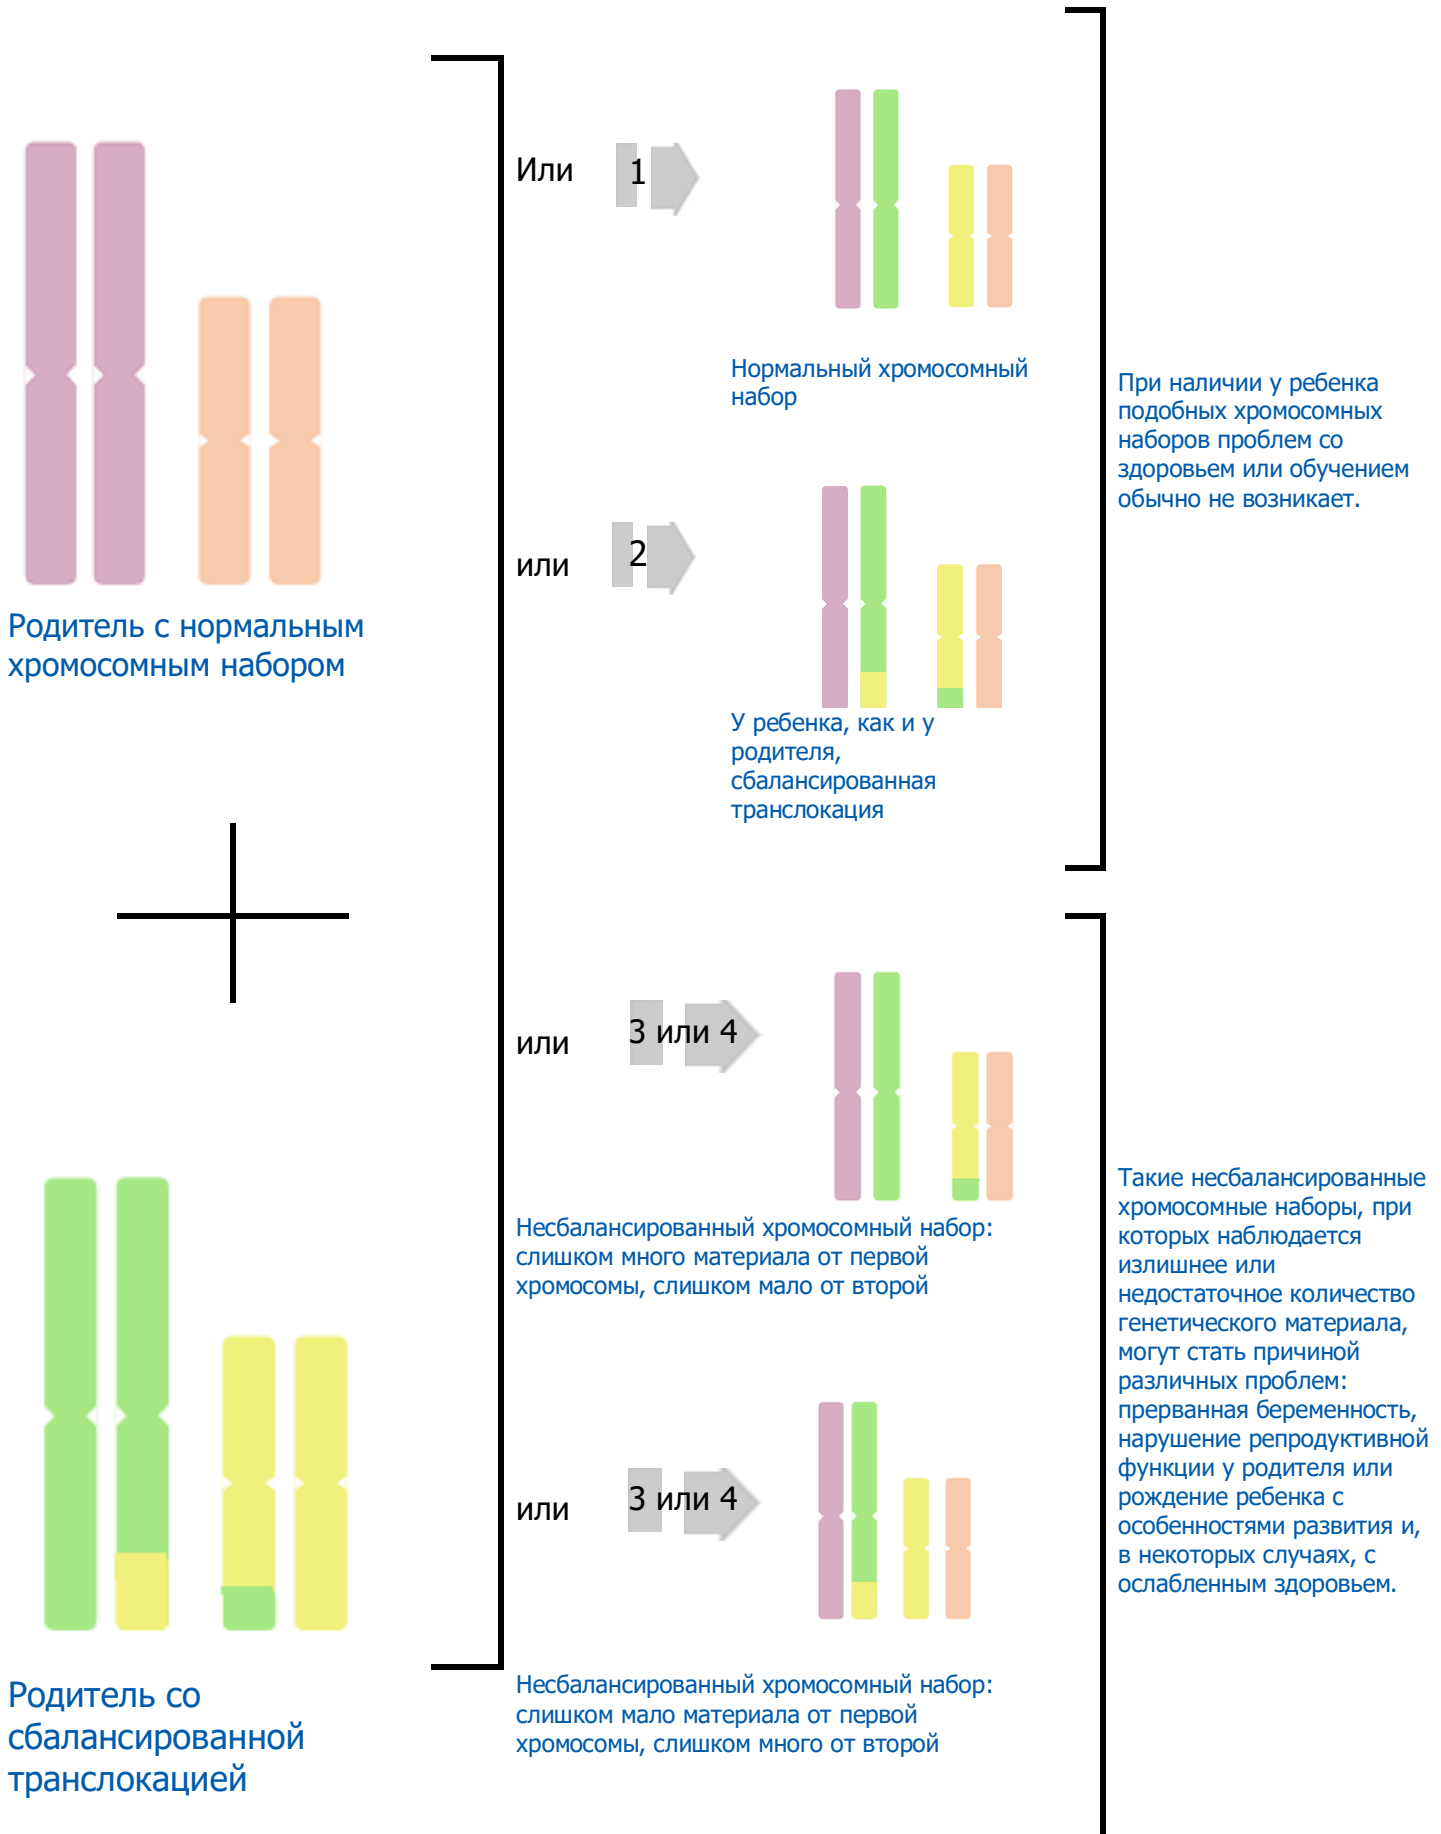 Родитель с нормальным
хромосомным набором
Родитель со
сбалансированной
транслокацией
Или
1
Нормальный хромосомный
набор
или
2
У ребенка, как и у
родителя,
сбалансированная
транслокация
или
3 или 4
Несбалансированный хромосомный набор:
слишком много материала от первой
хромосомы, слишком мало от второй
или
3 или 4
Несбалансированный хромосомный набор:
слишком мало материала от первой
хромосомы, слишком много от второй
При наличии у ребенка
подобных хромосомных
наборов проблем со
здоровьем или обучением
обычно не возникает.
Такие несбалансированные
хромосомные наборы, при
которых наблюдается
излишнее или
недостаточное количество
генетического материала,
могут стать причиной
различных проблем:
прерванная беременность,
нарушение репродуктивной
функции у родителя или
рождение ребенка с
особенностями развития и,
в некоторых случаях, с
ослабленным здоровьем.